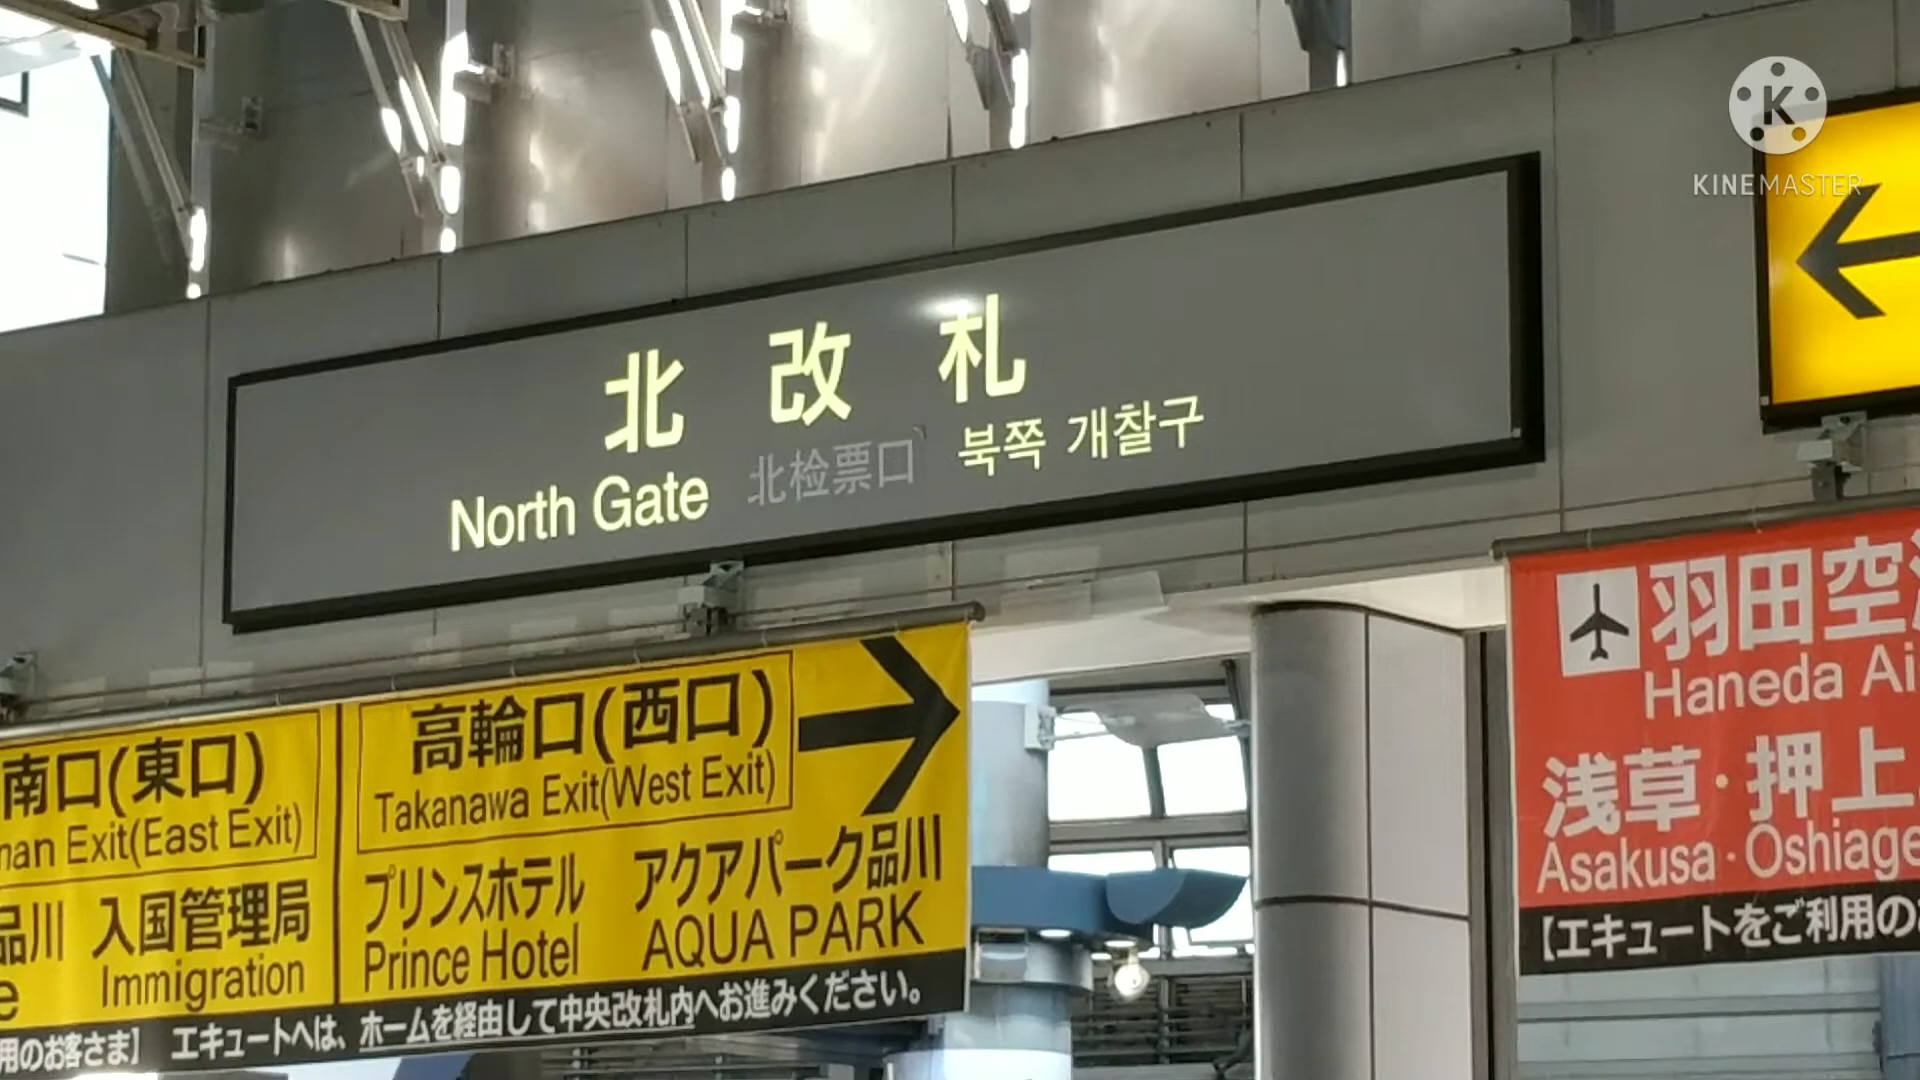 北改札
North Gate 北检票口 북쪽 개찰구
KINEMASTER
南口(東口)
Exit(East Exit)
品川 入国管理局
Immigration
高輪口(西口)
Takanawa Exit(West Exit)
プリンスホテル アクアパーク品川
Prince Hotel AQUA PARK
用のお客さま】 エキュートへは、ホームを経由して中央改札内へお進みください。
羽田空
Haneda
浅草・押上
Asakusa・Oshiage
【エキュートをご利用の